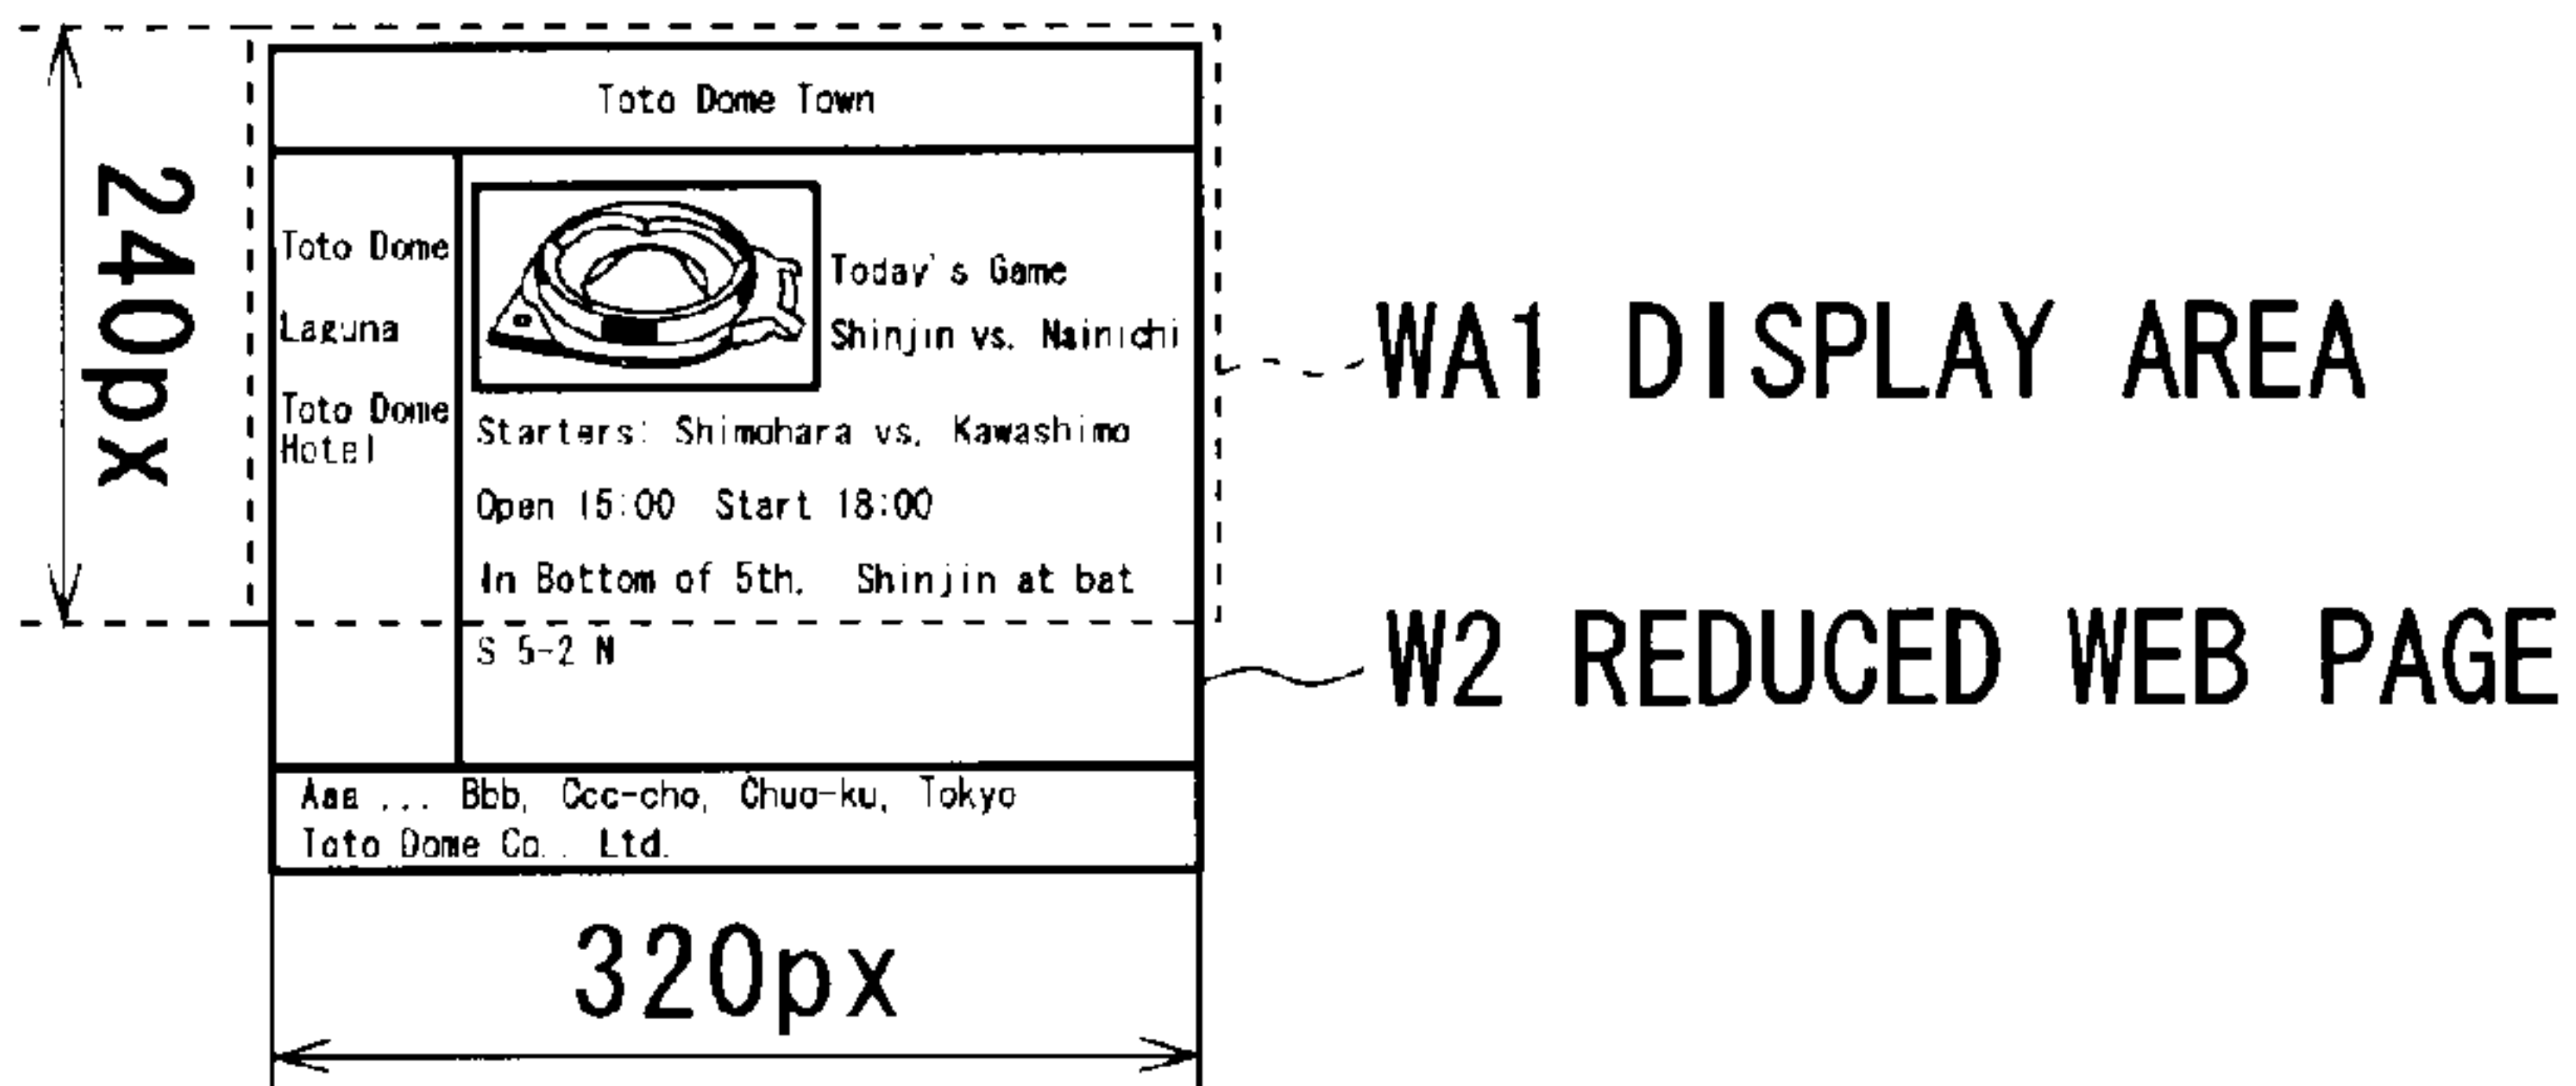 Toto Dome Town
240px
Toto Dome
Laguna
Toto Dome
Hotel
Today's Game
Shinjin vs. Nainichi
Starters: Shimohara vs. Kawashimo
Open 15:00 Start 18:00
In Bottom of 5th, Shinjin at bat
S 5-2 N
Aaa ... Bbb, Ccc-cho, Chuo-ku, Tokyo
Toto Dome Co., Ltd.
320px
WA1 DISPLAY AREA
W2 REDUCED WEB PAGE